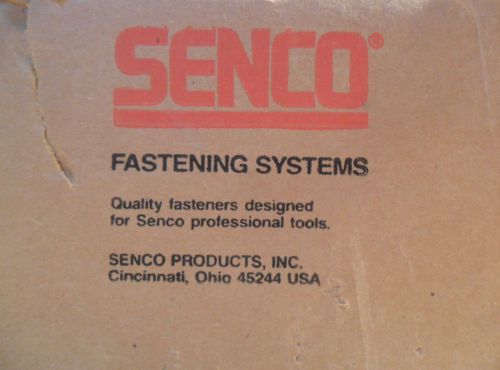 SENCO®
FASTENING SYSTEMS
Quality fasteners designed
for Senco professional tools.
SENCO PRODUCTS, INC.
Cincinnati, Ohio 45244 USA